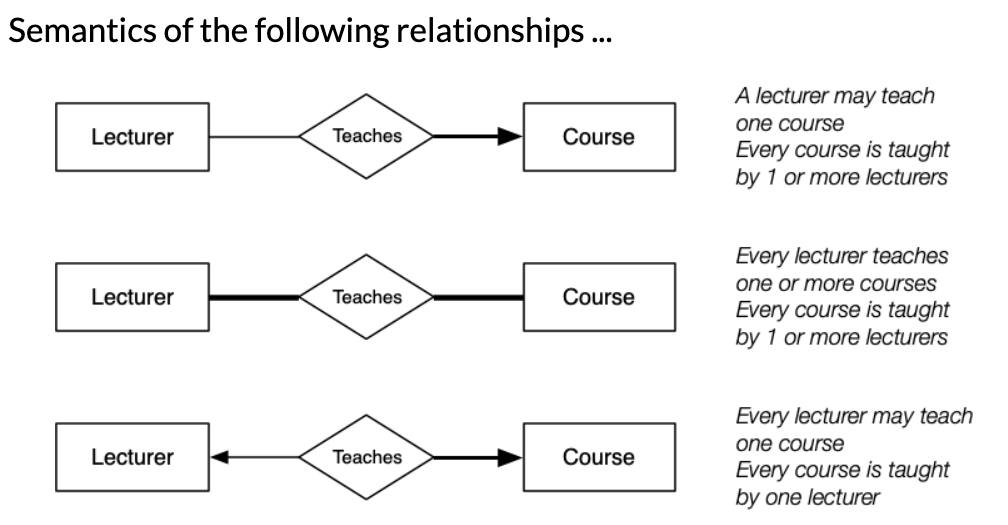 Semantics of the following relationships ...
Lecturer
Teaches
Course
A lecturer may teach
one course
Every course is taught
by 1 or more lecturers
Lecturer
Teaches
Course
Every lecturer teaches
one or more courses
Every course is taught
by 1 or more lecturers
Lecturer
Teaches
Course
Every lecturer may teach
one course
Every course is taught
by one lecturer